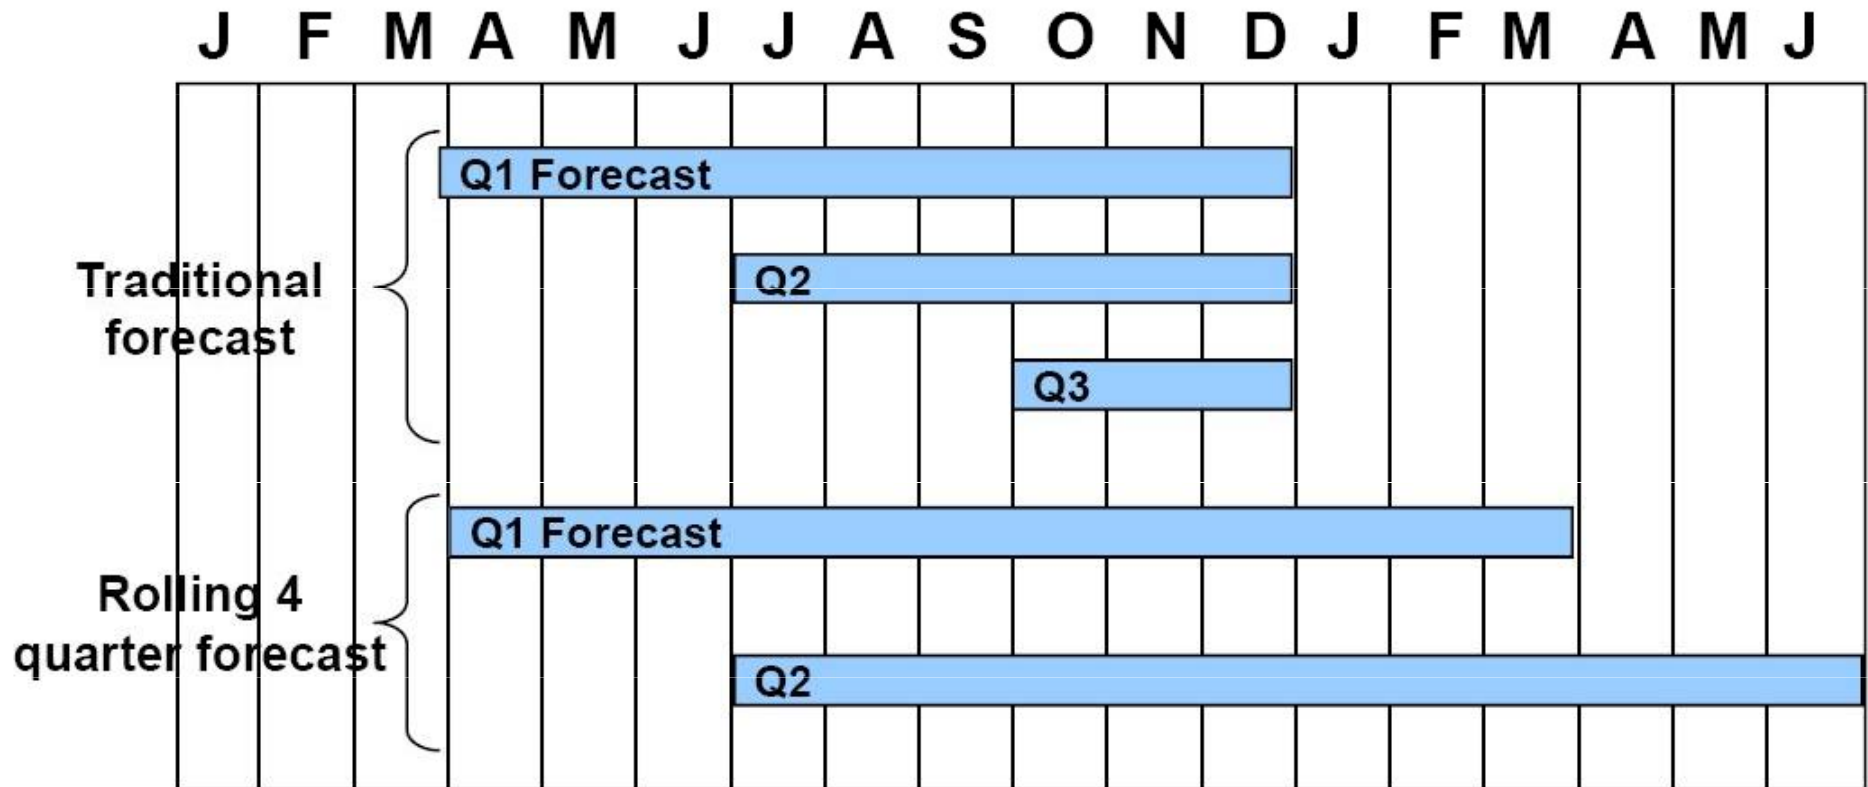 J F M A M J J A S O N D J F M A M J
Q1 Forecast
Q2
Traditional
forecast
Q3
Q1 Forecast
Rolling 4
quarter forecast
Q2